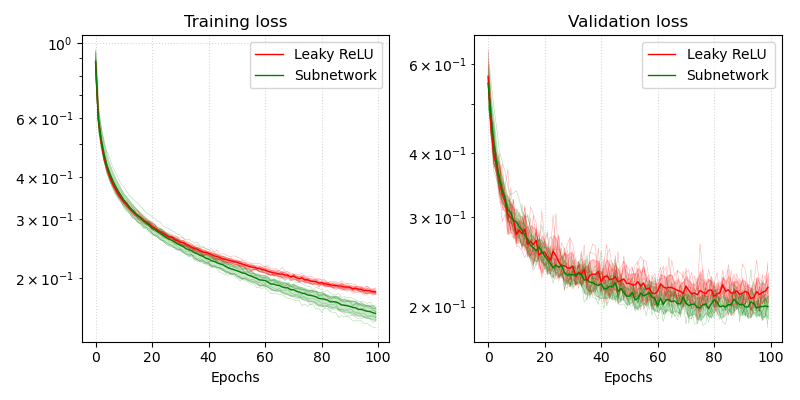 Training loss
Leaky ReLU
Subnetwork
10⁰
6 × 10⁻¹
4 × 10⁻¹
3 × 10⁻¹
2 × 10⁻¹
0 20 40 60 80 100
Epochs
Validation loss
Leaky ReLU
Subnetwork
6 × 10⁻¹
4 × 10⁻¹
3 × 10⁻¹
2 × 10⁻¹
0 20 40 60 80 100
Epochs